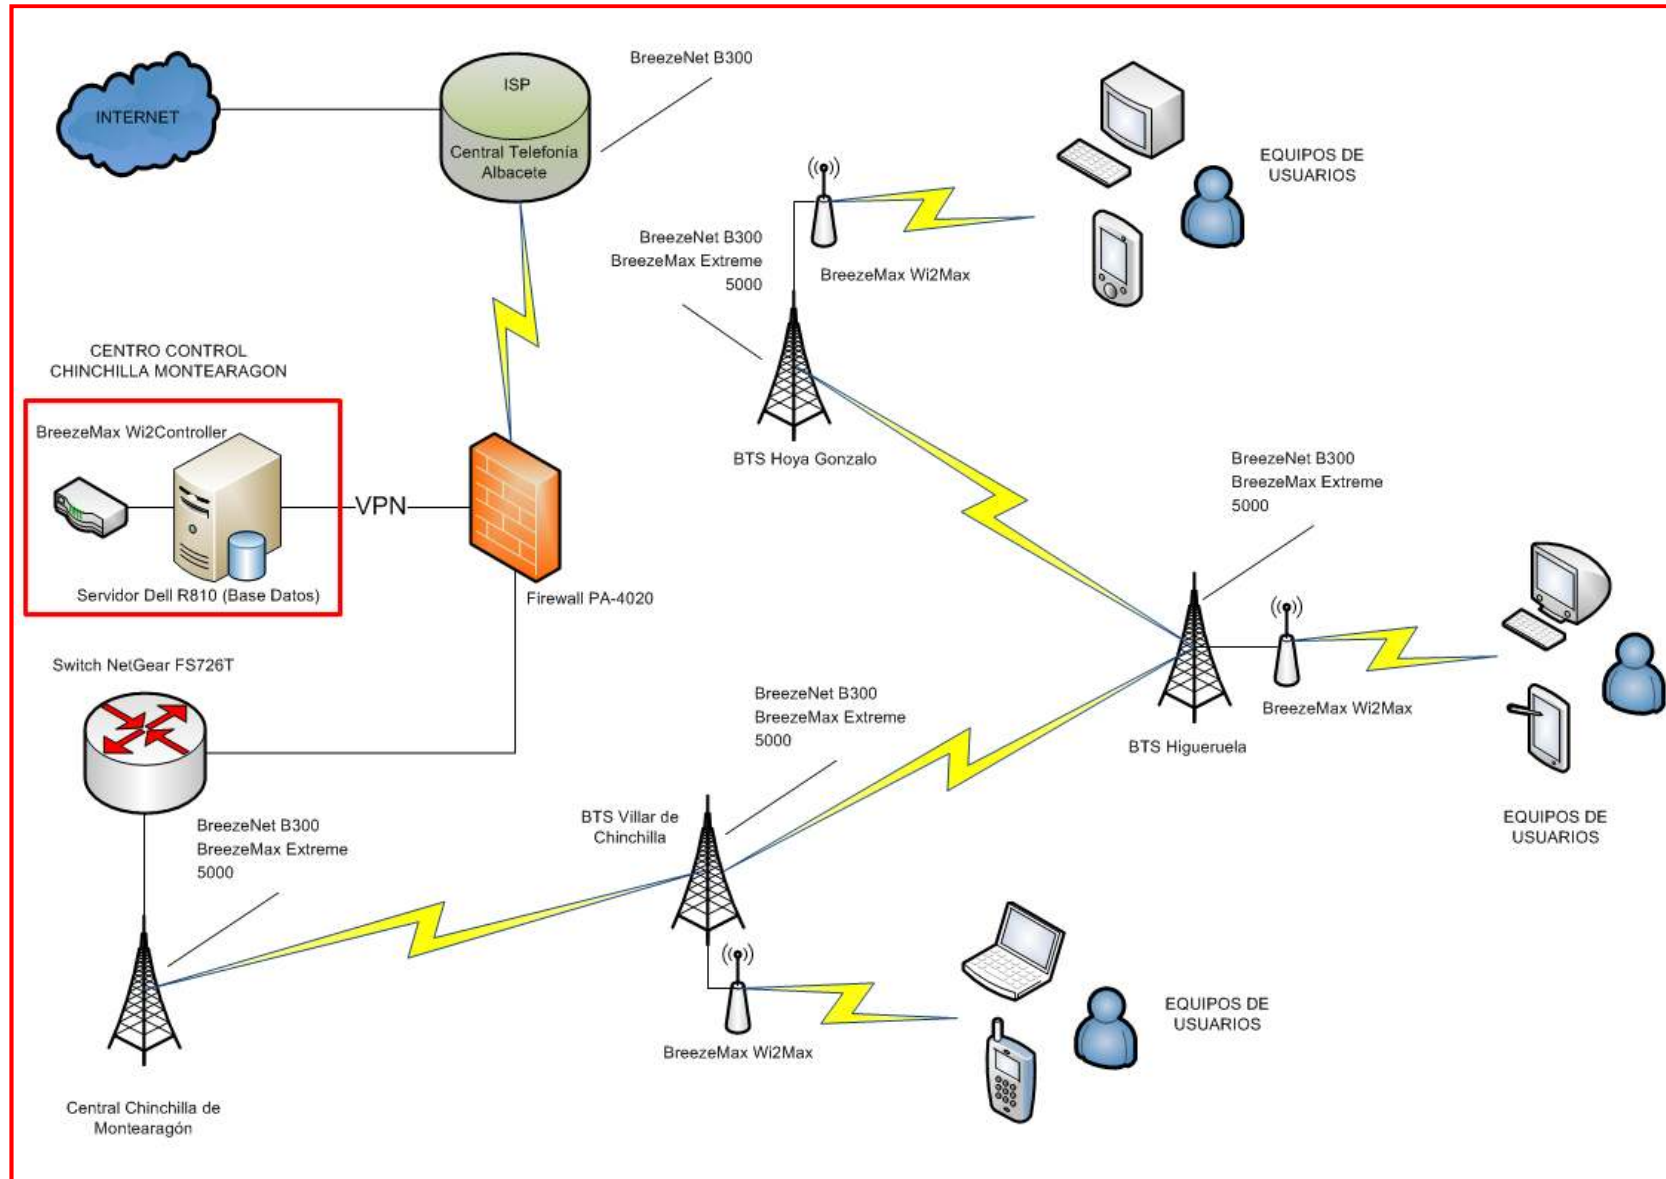 BreezeNet B300
INTERNET
ISP
Central Telefonía
Albacete
EQUIPOS DE
USUARIOS
BreezeNet B300
BreezeMax Extreme
5000
BreezeMax Wi2Max
BTS Hoya Gonzalo
CENTRO CONTROL
CHINCHILLA MONTEARAGON
BreezeMax Wi2Controller
VPN
Servidor Dell R810 (Base Datos)
Firewall PA-4020
BreezeNet B300
BreezeMax Extreme
5000
BreezeMax Wi2Max
BTS Higueruela
EQUIPOS DE
USUARIOS
Switch NetGear FS726T
BreezeNet B300
BreezeMax Extreme
5000
BTS Villar de
Chinchilla
BreezeNet B300
BreezeMax Extreme
5000
BreezeMax Wi2Max
EQUIPOS DE
USUARIOS
Central Chinchilla de
Montearagón